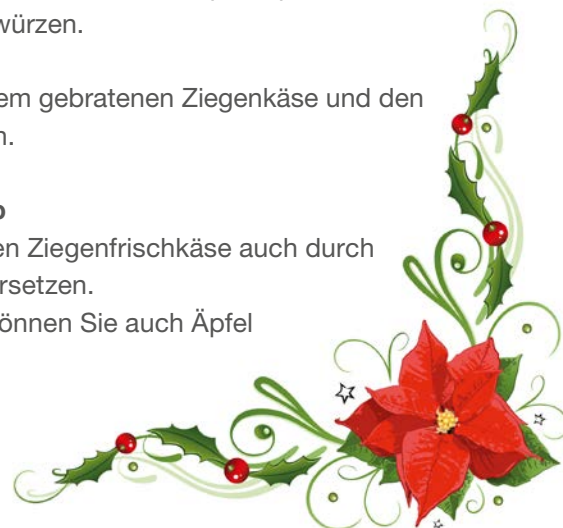 würzen.
em gebratenen Ziegenkäse und den
en Ziegenfrischkäse auch durch
rsetzen.
önnen Sie auch Äpfel